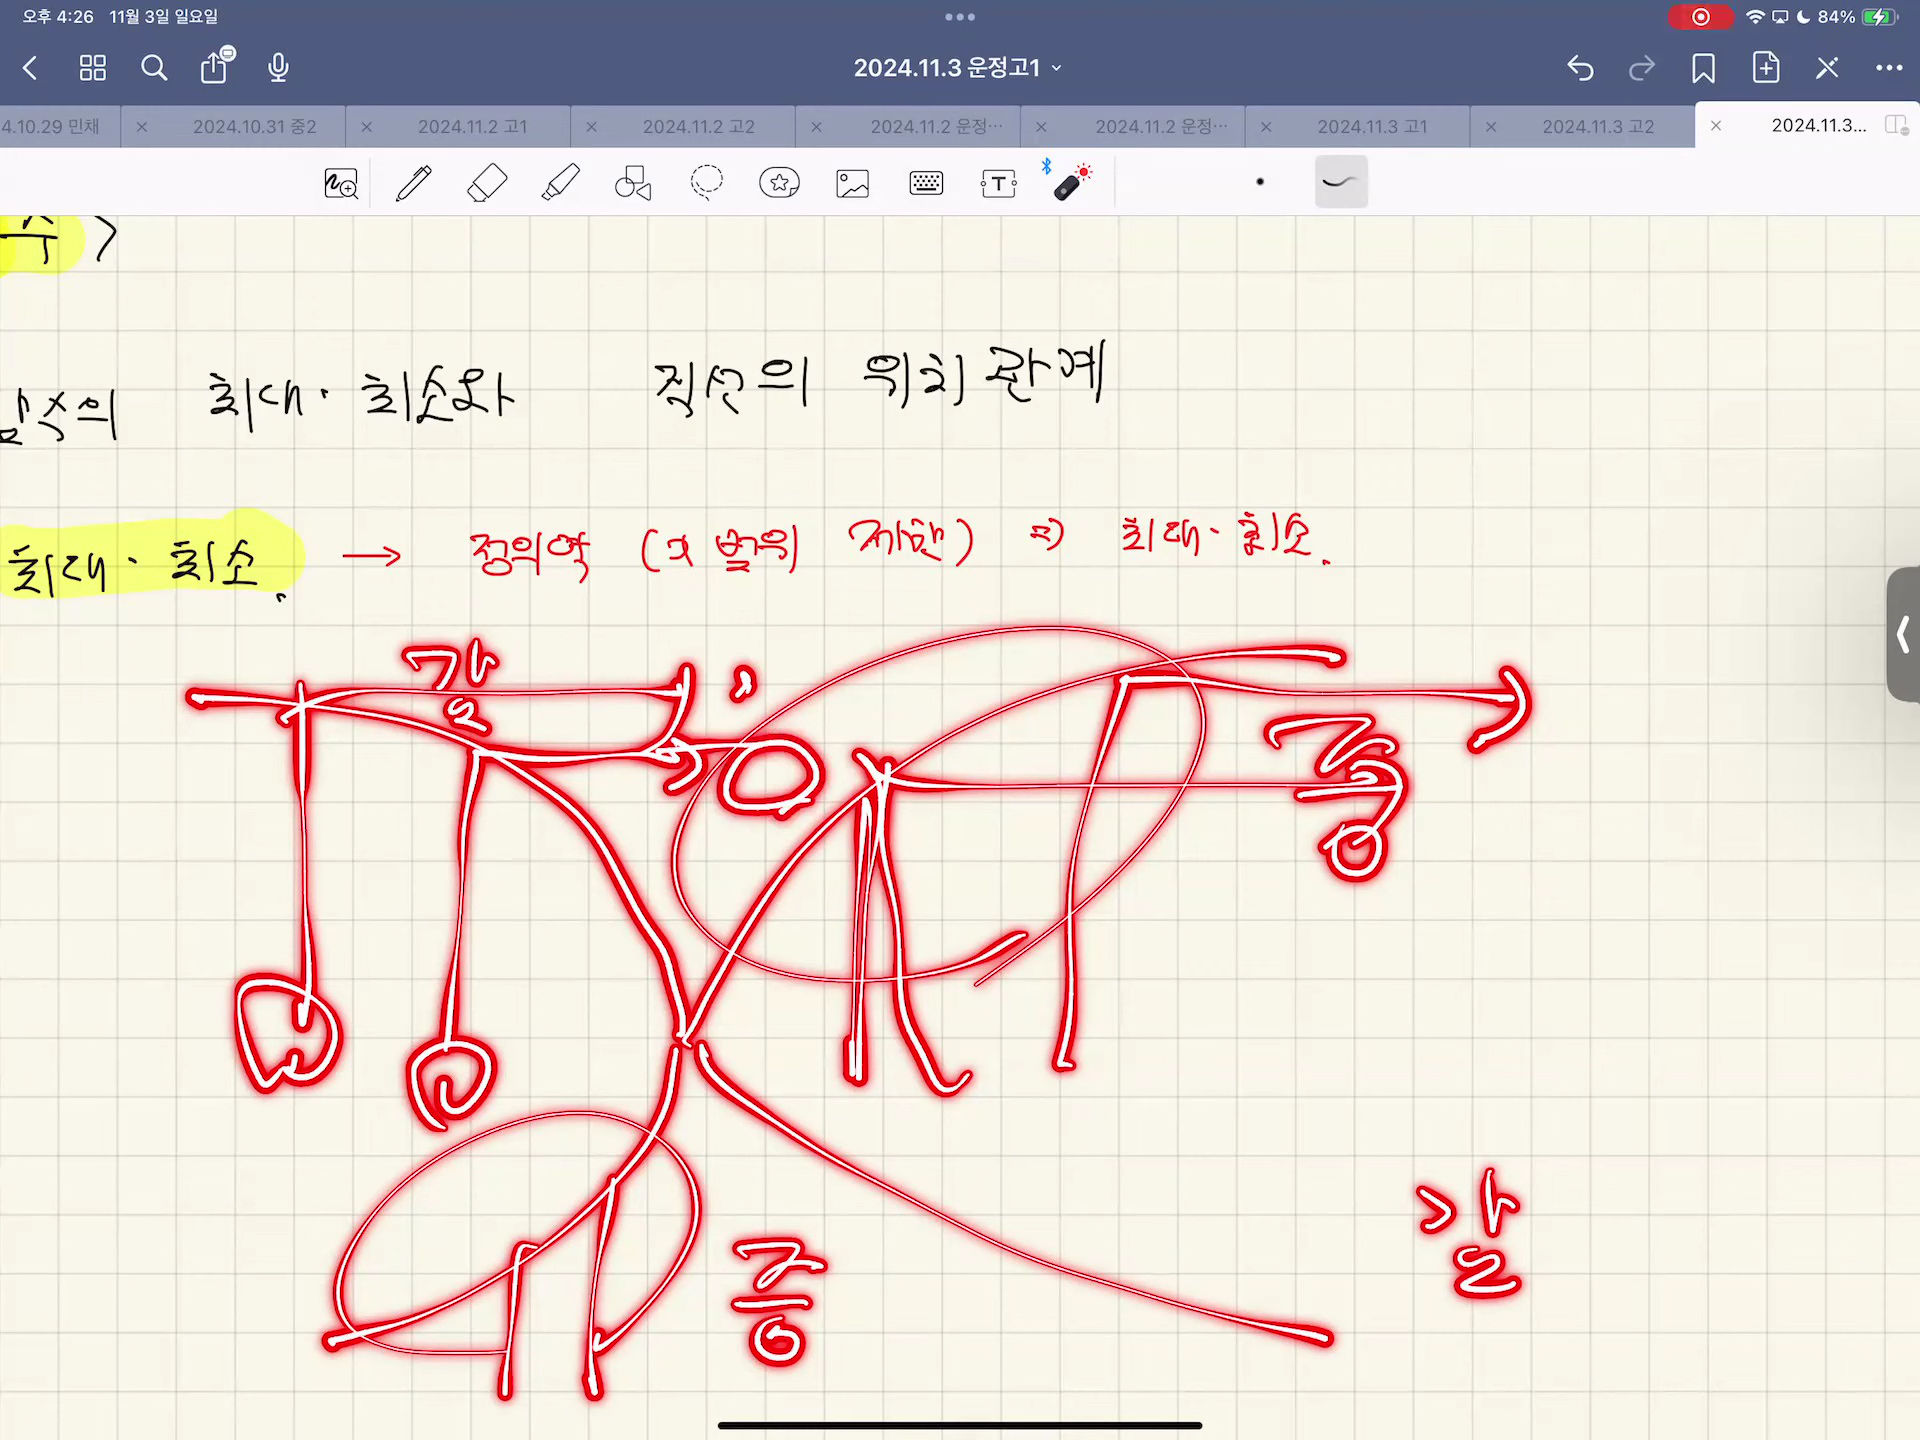 오후 4:26 11월 3일 일요일
84%
2024.11.3 운정고1
4.10.29 민채
2024.10.31 중2
2024.11.2 고1
2024.11.2 고2
2024.11.2 운정…
2024.11.2 운정…
2024.11.3 고1
2024.11.3 고2
2024.11.3...
수 >
함수의 최대·최소와 직선의 위치관계
최대·최소. → 정의역 (x 범위 제한) ⇒ 최대·최소.
감
증
증
감